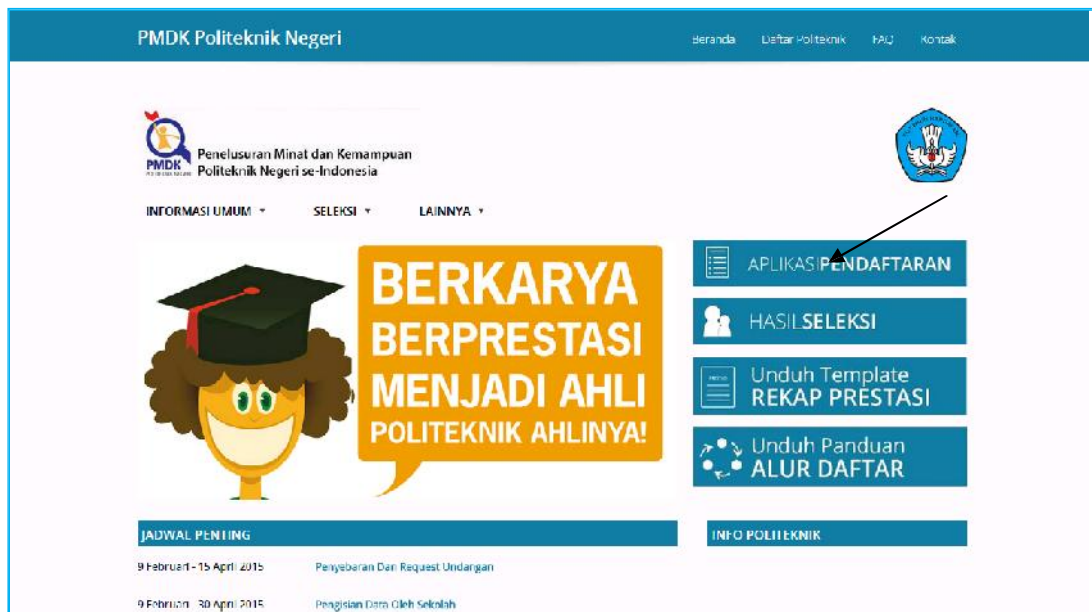 PMDK Politeknik Negeri
Beranda Daftar Politeknik FAQ Kontak
PMDK
Penelusuran Minat dan Kemampuan
Politeknik Negeri se-Indonesia
INFORMASI UMUM SELEKSI LAINNYA
BERKARYA
BERPRESTASI
MENJADI AHLI
POLITEKNIK AHLINYA!
APLIKASIPENDAFTARAN
HASILSELEKSI
Unduh Template
REKAP PRESTASI
Unduh Panduan
ALUR DAFTAR
JADWAL PENTING
9 Februari - 15 April 2015 Penyebaran Dan Request Undangan
9 Februari - 30 April 2015 Pengisian Data Oleh Sekolah
INFO POLITEKNIK